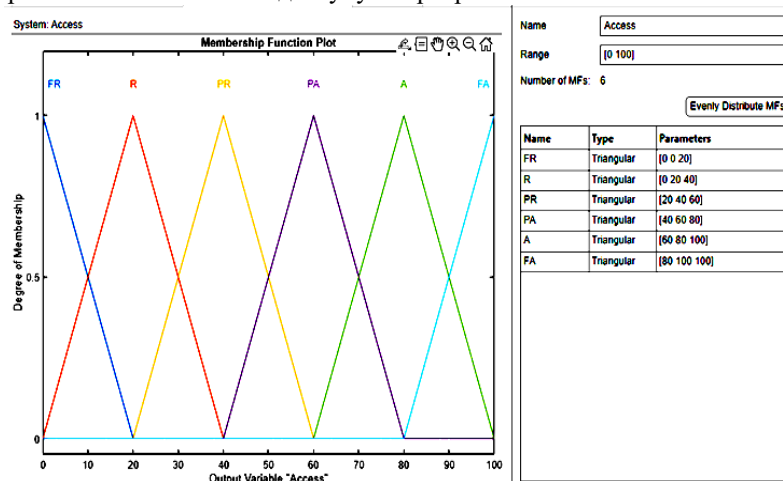 System: Access
Membership Function Plot
FR R PR PA A FA
1
0.5
0
Degree of Membership
0 10 20 30 40 50 60 70 80 90 100
Output Variable "Access"
Name Access
Range [0 100]
Number of MFs: 6
Evenly Distribute MFs
Name Type Parameters
FR Triangular [0 0 20]
R Triangular [0 20 40]
PR Triangular [20 40 60]
PA Triangular [40 60 80]
A Triangular [60 80 100]
FA Triangular [80 100 100]